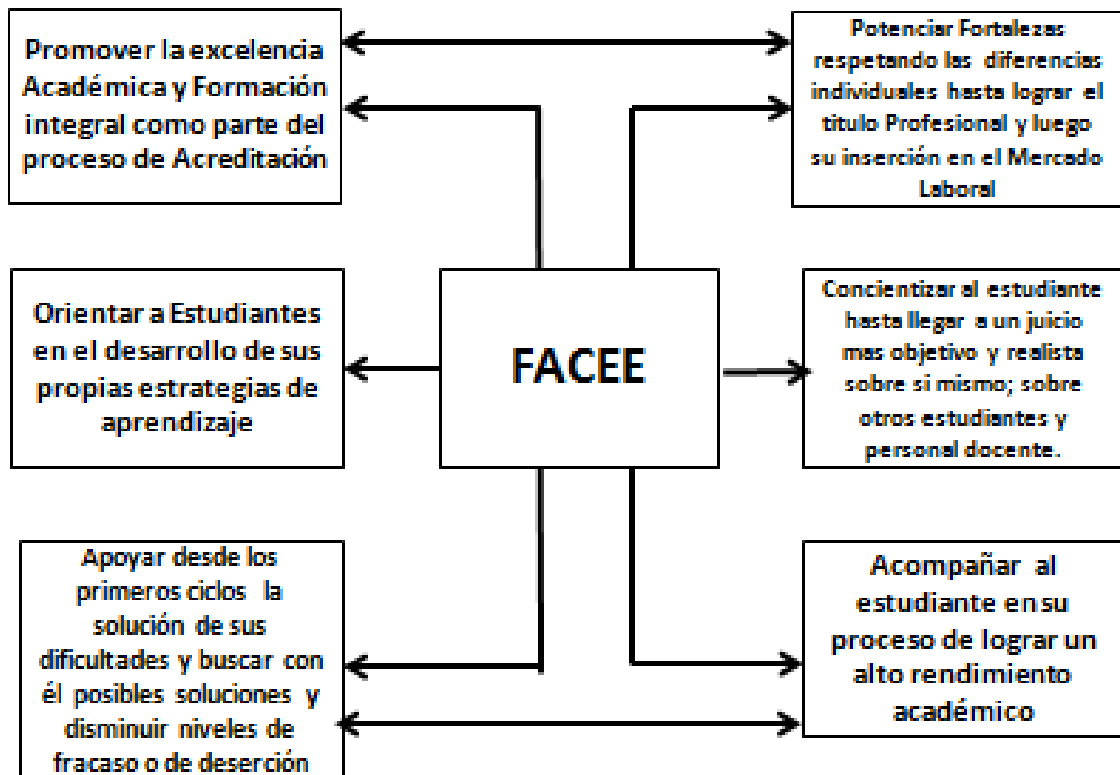 Promover la excelencia
Académica y Formación
integral como parte del
proceso de Acreditación
Potenciar Fortalezas
respetando las diferencias
individuales hasta lograr el
título Profesional y luego
su inserción en el Mercado
Laboral
Orientar a Estudiantes
en el desarrollo de sus
propias estrategias de
aprendizaje
FACEE
Concientizar al estudiante
hasta llegar a un juicio
mas objetivo y realista
sobre si mismo; sobre
otros estudiantes y
personal docente.
Apoyar desde los
primeros ciclos la
solución de sus
dificultades y buscar con
él posibles soluciones y
disminuir niveles de
fracaso o de deserción
Acompañar al
estudiante en su
proceso de lograr un
alto rendimiento
académico